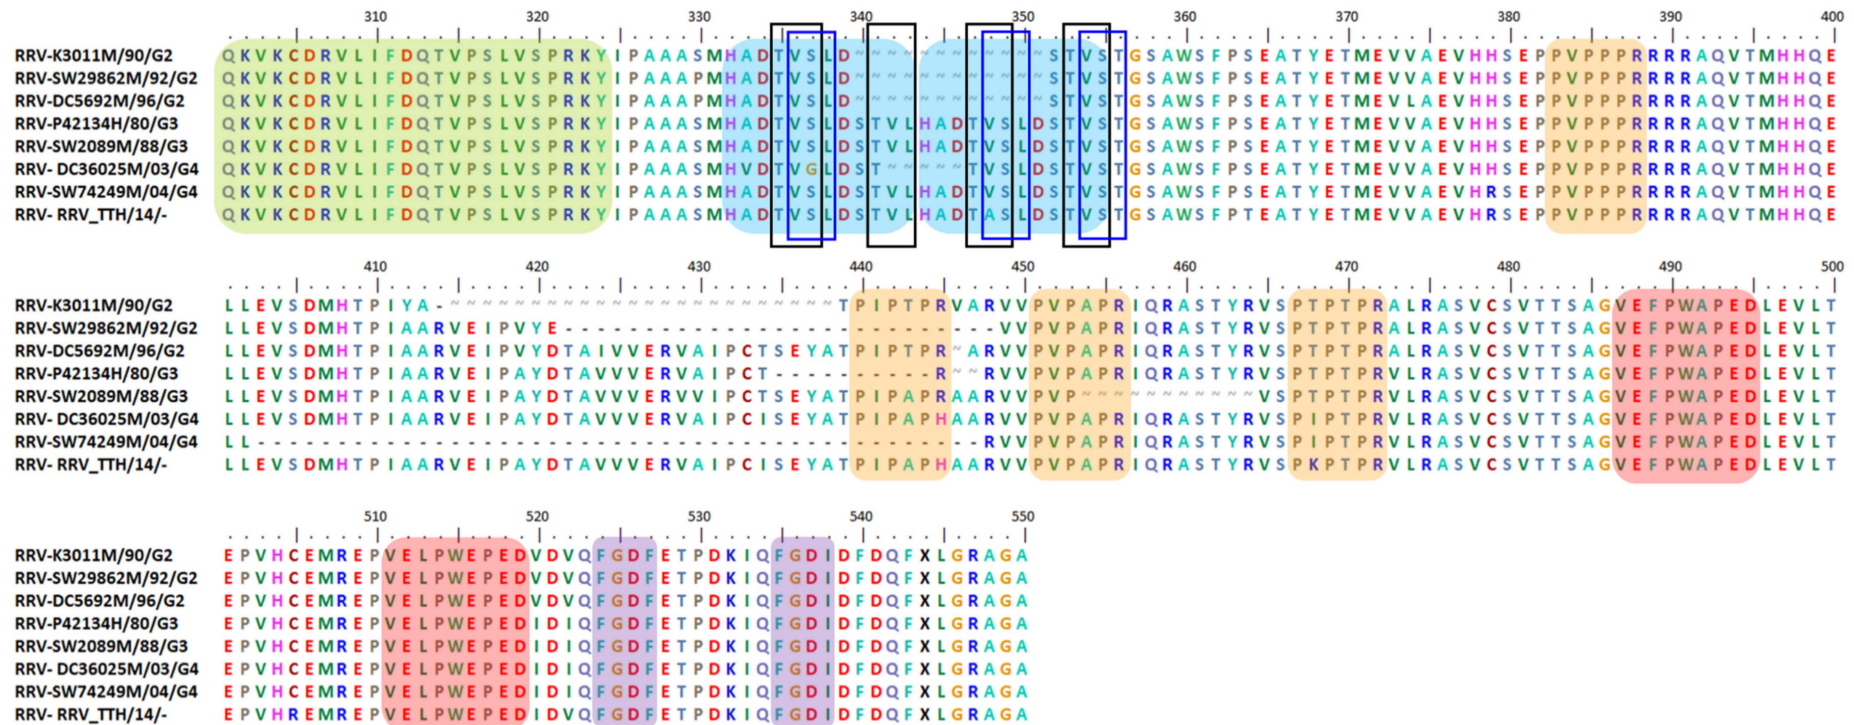 310 320 330 340 350 360 370 380 390 400
RRV-K3011M/90/G2 QKVKCDRVLIFDQTVPSLVSPRKYIPAAASMHADTVSLD~~~~~~~~~~~~STVSTGSAWSFPSEATYETMEVVAEVHHSEPPVPPPRRRRAQVTMHHQE
RRV-SW29862M/92/G2 QKVKCDRVLIFDQTVPSLVSPRKYIPAAASMHADTVSLD~~~~~~~~~~~~STVSTGSAWSFPSEATYETMEVVAEVHHSEPPVPPPRRRRAQVTMHHQE
RRV-DC5692M/96/G2 QKVKCDRVLIFDQTVPSLVSPRKYIPAAAPMHADTVSLD~~~~~~~~~~~~STVSTGSAWSFPSEATYETMEVLAEVHHSEPPVPPPRRRRAQVTMHHQE
RRV-P42134H/80/G3 QKVKCDRVLIFDQTVPSLVSPRKYIPAAASMHADTVSLDSTVLHADTVSLDSTVSTGSAWSFPSEATYETMEVVAEVHHSEPPVPPPRRRRAQVTMHHQE
RRV-SW2089M/88/G3 QKVKCDRVLIFDQTVPSLVSPRKYIPAAASMHADTVSLDSTVLHADTVSLDSTVSTGSAWSFPSEATYETMEVVAEVHHSEPPVPPPRRRRAQVTMHHQE
RRV- DC36025M/03/G4 QKVKCDRVLIFDQTVPSLVSPRKYIPAAASMHVDTVGLDST~~~~~TVSLDSTVSTGSAWSFPSEATYETMEVVAEVHHSEPPVPPPRRRRAQVTMHHQE
RRV-SW74249M/04/G4 QKVKCDRVLIFDQTVPSLVSPRKYIPAAASMHADTVSLDSTVLHADTVSLDSTVSTGSAWSFPSEATYETMEVVAEVHRSEPPVPPPRRRRAQVTMHHQE
RRV- RRV_TTH/14/- QKVKCDRVLIFDQTVPSLVSPRKYIPAAASMHADTVSLDSTVLHADTASLDSTVSTGSAWSFPTEATYETMEVVAEVHRSEPPVPPPRRRRAQVTMHHQE
410 420 430 440 450 460 470 480 490 500
RRV-K3011M/90/G2 LLEVSDMHTPIYA-~~~~~~~~~~~~~~~~~~~~~~~~TPIPTPRVARVVPVPAPRIQRASTYRVSPTPTPRALRASVCSVTTSAGVEFPWAPEDLEVLT
RRV-SW29862M/92/G2 LLEVSDMHTPIAARVEIPVYE---------------------------VVPVPAPRIQRASTYRVSPTPTPRALRASVCSVTTSAGVEFPWAPEDLEVLT
RRV-DC5692M/96/G2 LLEVSDMHTPIAARVEIPVYDTAIVVERVAIPCTSEYATPIPTPR~ARVVPVPAPRIQRASTYRVSPTPTPRALRASVCSVTTSAGVEFPWAPEDLEVLT
RRV-P42134H/80/G3 LLEVSDMHTPIAARVEIPAYDTAVVVERVAIPCT----------R~~RVVPVPAPRIQRASTYRVSPTPTPRVLRASVCSVTTSAGVEFPWAPEDLEVLT
RRV-SW2089M/88/G3 LLEVSDMHTPIAARVEIPAYDTAVVVERVVIPCTSEYATPIPAPRAARVVPVP~~~~~~~~~~~VSPTPTPRVLRASVCSVTTSAGVEFPWAPEDLEVLT
RRV- DC36025M/03/G4 LLEVSDMHTPIAARVEIPAYDTAVVVERVAIPCISEYATPIPAPHAARVVPVPAPRIQRASTYRVSPIPTPRVLRASVCSVTTSAGVEFPWAPEDLEVLT
RRV-SW74249M/04/G4 LL---------------------------------------------RVVPVPAPRIQRASTYRVSPIPTPRVLRASVCSVTTSAGVEFPWAPEDLEVLT
RRV- RRV_TTH/14/- LLEVSDMHTPIAARVEIPAYDTAVVVERVAIPCISEYATPIPAPHAARVVPVPAPRIQRASTYRVSPKPTPRVLRASVCSVTTSAGVEFPWAPEDLEVLT
510 520 530 540 550
RRV-K3011M/90/G2 EPVHCEMREPVELPWEPEDVDVQFGDFETPDKIQFGDIDFDQFXLGRAGA
RRV-SW29862M/92/G2 EPVHCEMREPVELPWEPEDVDVQFGDFETPDKIQFGDIDFDQFXLGRAGA
RRV-DC5692M/96/G2 EPVHCEMREPVELPWEPEDVDVQFGDFETPDKIQFGDIDFDQFXLGRAGA
RRV-P42134H/80/G3 EPVHCEMREPVELPWEPEDIDIQFGDFETPDKIQFGDIDFDQFXLGRAGA
RRV-SW2089M/88/G3 EPVHCEMREPVELPWEPEDIDIQFGDFETPDKIQFGDIDFDQFXLGRAGA
RRV- DC36025M/03/G4 EPVHCEMREPVELPWEPEDIDIQFGDFETPDKIQFGDIDFDQFXLGRAGA
RRV-SW74249M/04/G4 EPVHCEMREPVELPWEPEDIDIQFGDFETPDKIQFGDIDFDQFXLGRAGA
RRV- RRV_TTH/14/- EPVHREMREPVELPWEPEDIDVQFGDFETPDKIQFGDIDFDQFXLGRAGA